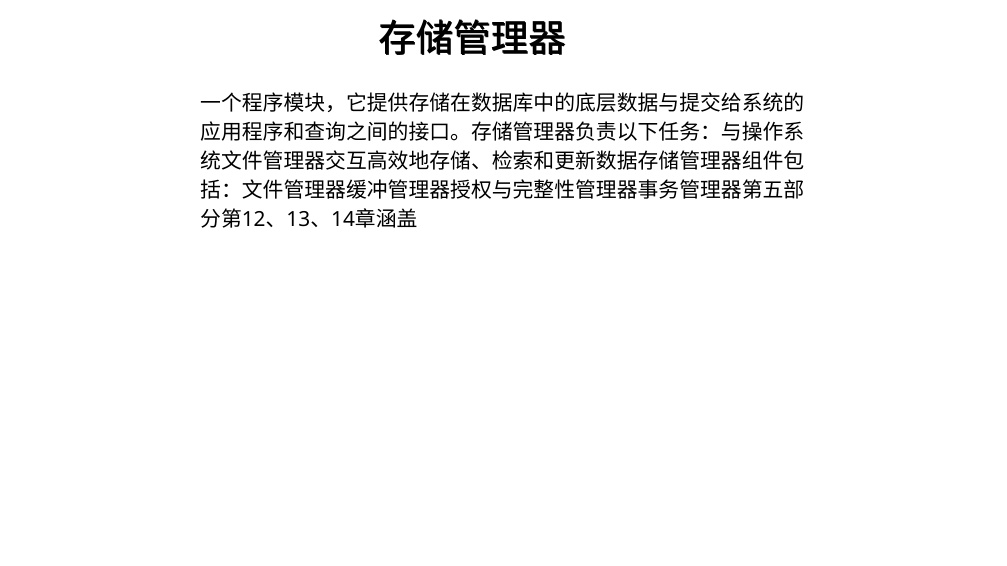 存储管理器
一个程序模块，它提供存储在数据库中的底层数据与提交给系统的
应用程序和查询之间的接口。存储管理器负责以下任务：与操作系
统文件管理器交互高效地存储、检索和更新数据存储管理器组件包
括：文件管理器缓冲管理器授权与完整性管理器事务管理器第五部
分第12、13、14章涵盖